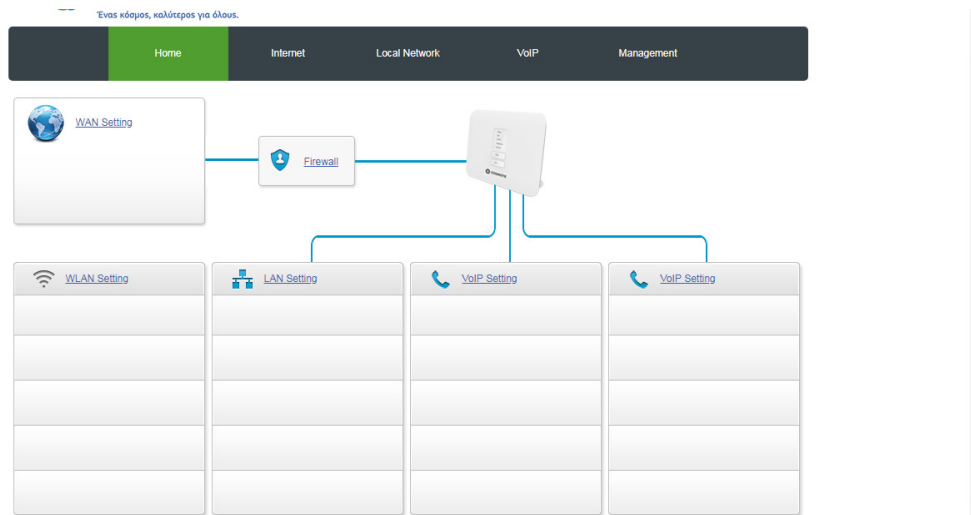 Ένας κόσμος, καλύτερος για όλους.
Home Internet Local Network VoIP Management
WAN Setting
Firewall
WLAN Setting LAN Setting VoIP Setting VoIP Setting